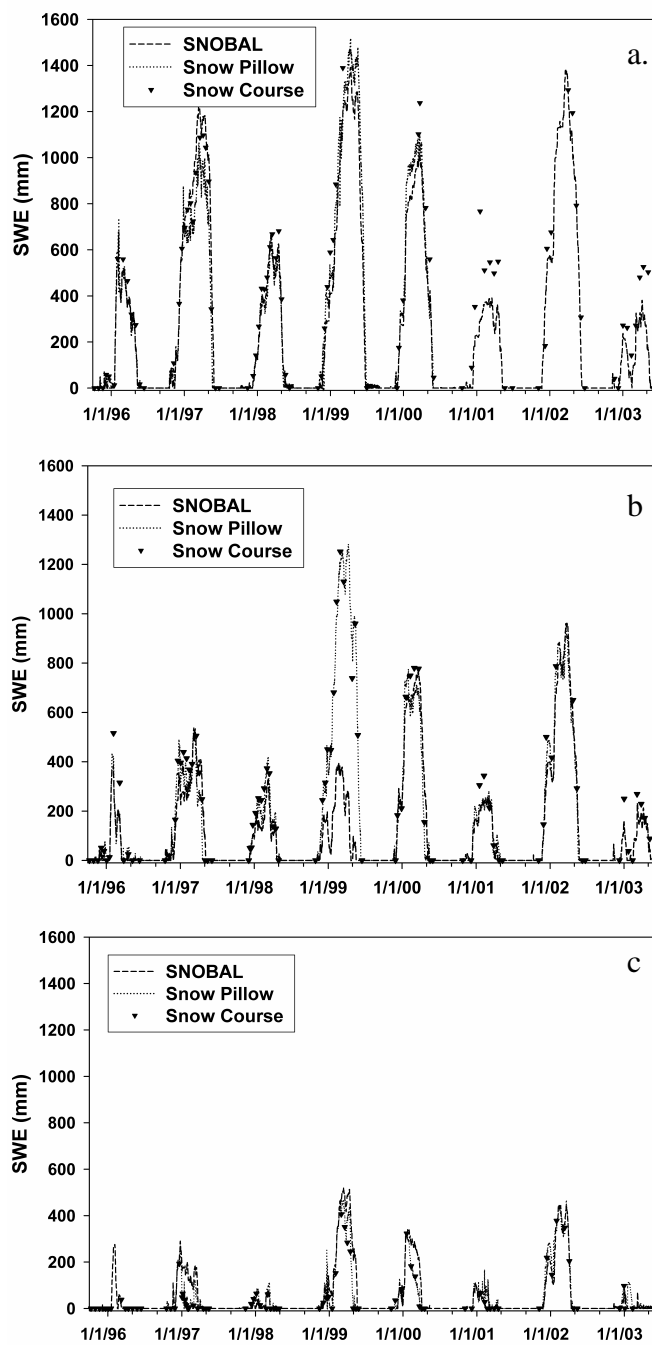 1600
1400
1200
1000
800
600
400
200
0
SWE (mm)
SNOBAL
Snow Pillow
Snow Course
a.
1/1/96 1/1/97 1/1/98 1/1/99 1/1/00 1/1/01 1/1/02 1/1/03
1600
1400
1200
1000
800
600
400
200
0
SWE (mm)
SNOBAL
Snow Pillow
Snow Course
b
1/1/96 1/1/97 1/1/98 1/1/99 1/1/00 1/1/01 1/1/02 1/1/03
1600
1400
1200
1000
800
600
400
200
0
SWE (mm)
SNOBAL
Snow Pillow
Snow Course
c
1/1/96 1/1/97 1/1/98 1/1/99 1/1/00 1/1/01 1/1/02 1/1/03